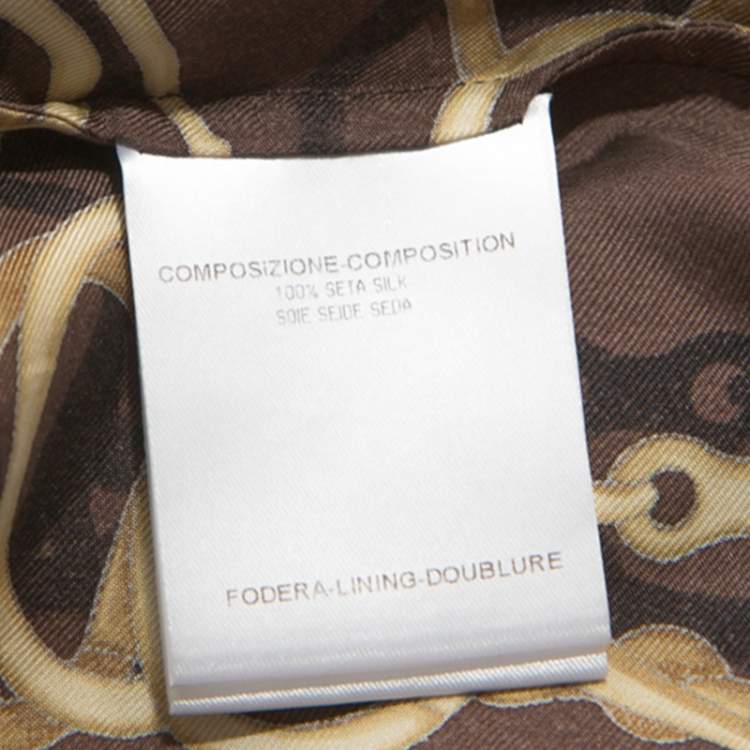 COMPOSIZIONE-COMPOSITION
100% SETA SILK
SOIE SEIDE SEDA
FODERA-LINING-DOUBLURE